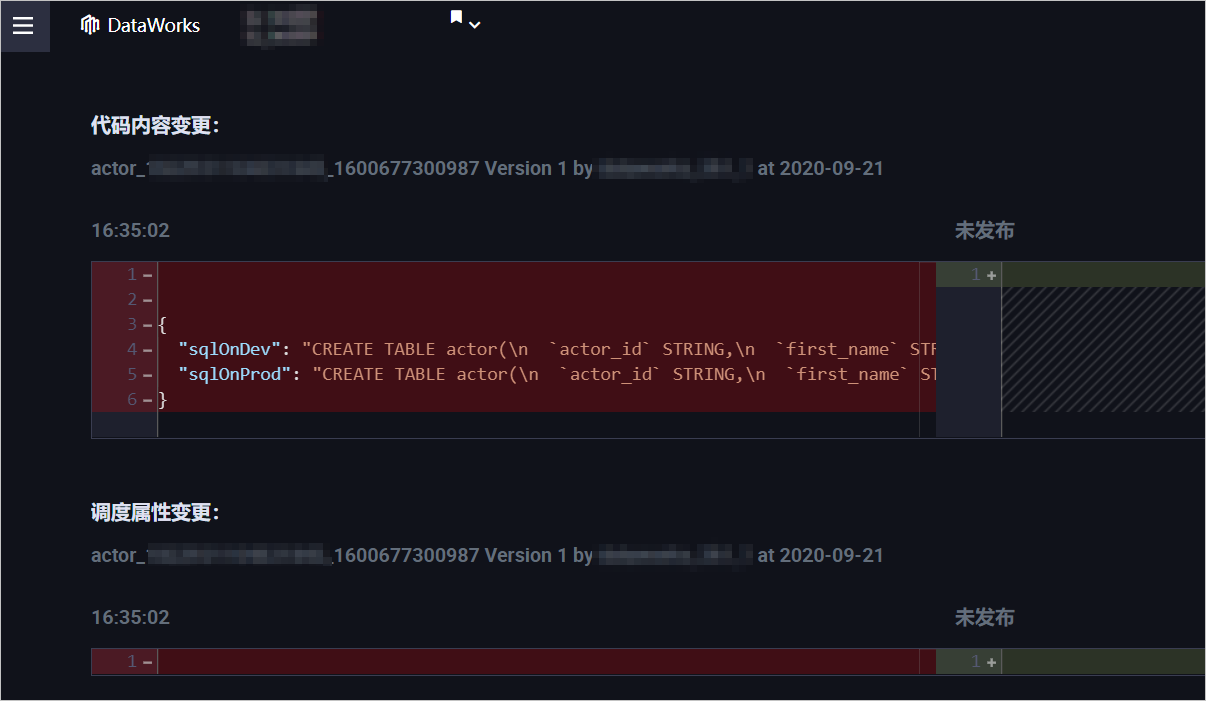 DataWorks
代码内容变更：
actor_ _1600677300987 Version 1 by at 2020-09-21
16:35:02 未发布
1 − 1 +
2 −
3 − {
4 − "sqlOnDev": "CREATE TABLE actor(\n `actor_id` STRING,\n `first_name` STR
5 − "sqlOnProd": "CREATE TABLE actor(\n `actor_id` STRING,\n `first_name` ST
6 − }
调度属性变更：
actor_ _1600677300987 Version 1 by at 2020-09-21
16:35:02 未发布
1 − 1 +